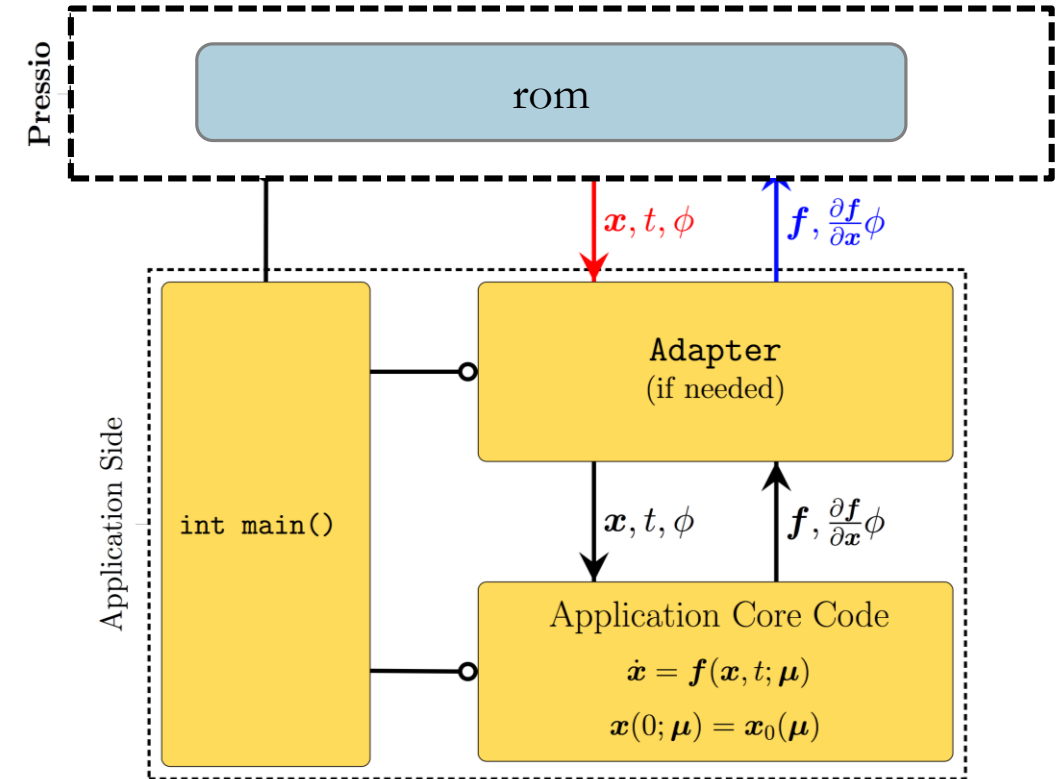 Pressio
rom
x, t, ϕ
f, ∂f/∂x ϕ
Application Side
int main()
Adapter
(if needed)
x, t, ϕ
f, ∂f/∂x ϕ
Application Core Code
ẋ = f(x, t; μ)
x(0; μ) = x₀(μ)